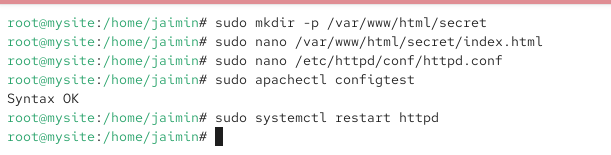 root@mysite:/home/jaimin# sudo mkdir -p /var/www/html/secret
root@mysite:/home/jaimin# sudo nano /var/www/html/secret/index.html
root@mysite:/home/jaimin# sudo nano /etc/httpd/conf/httpd.conf
root@mysite:/home/jaimin# sudo apachectl configtest
Syntax OK
root@mysite:/home/jaimin# sudo systemctl restart httpd
root@mysite:/home/jaimin#